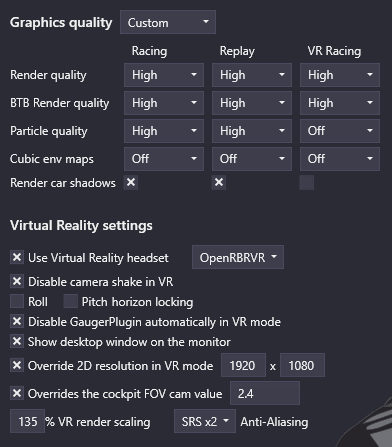 Graphics quality Custom
Racing Replay VR Racing
Render quality High High High
BTB Render quality High High High
Particle quality High High Off
Cubic env maps Off Off Off
Render car shadows
Virtual Reality settings
Use Virtual Reality headset OpenRBRVR
Disable camera shake in VR
Roll Pitch horizon locking
Disable GaugerPlugin automatically in VR mode
Show desktop window on the monitor
Override 2D resolution in VR mode 1920 x 1080
Overrides the cockpit FOV cam value 2.4
135 % VR render scaling SRS x2 Anti-Aliasing